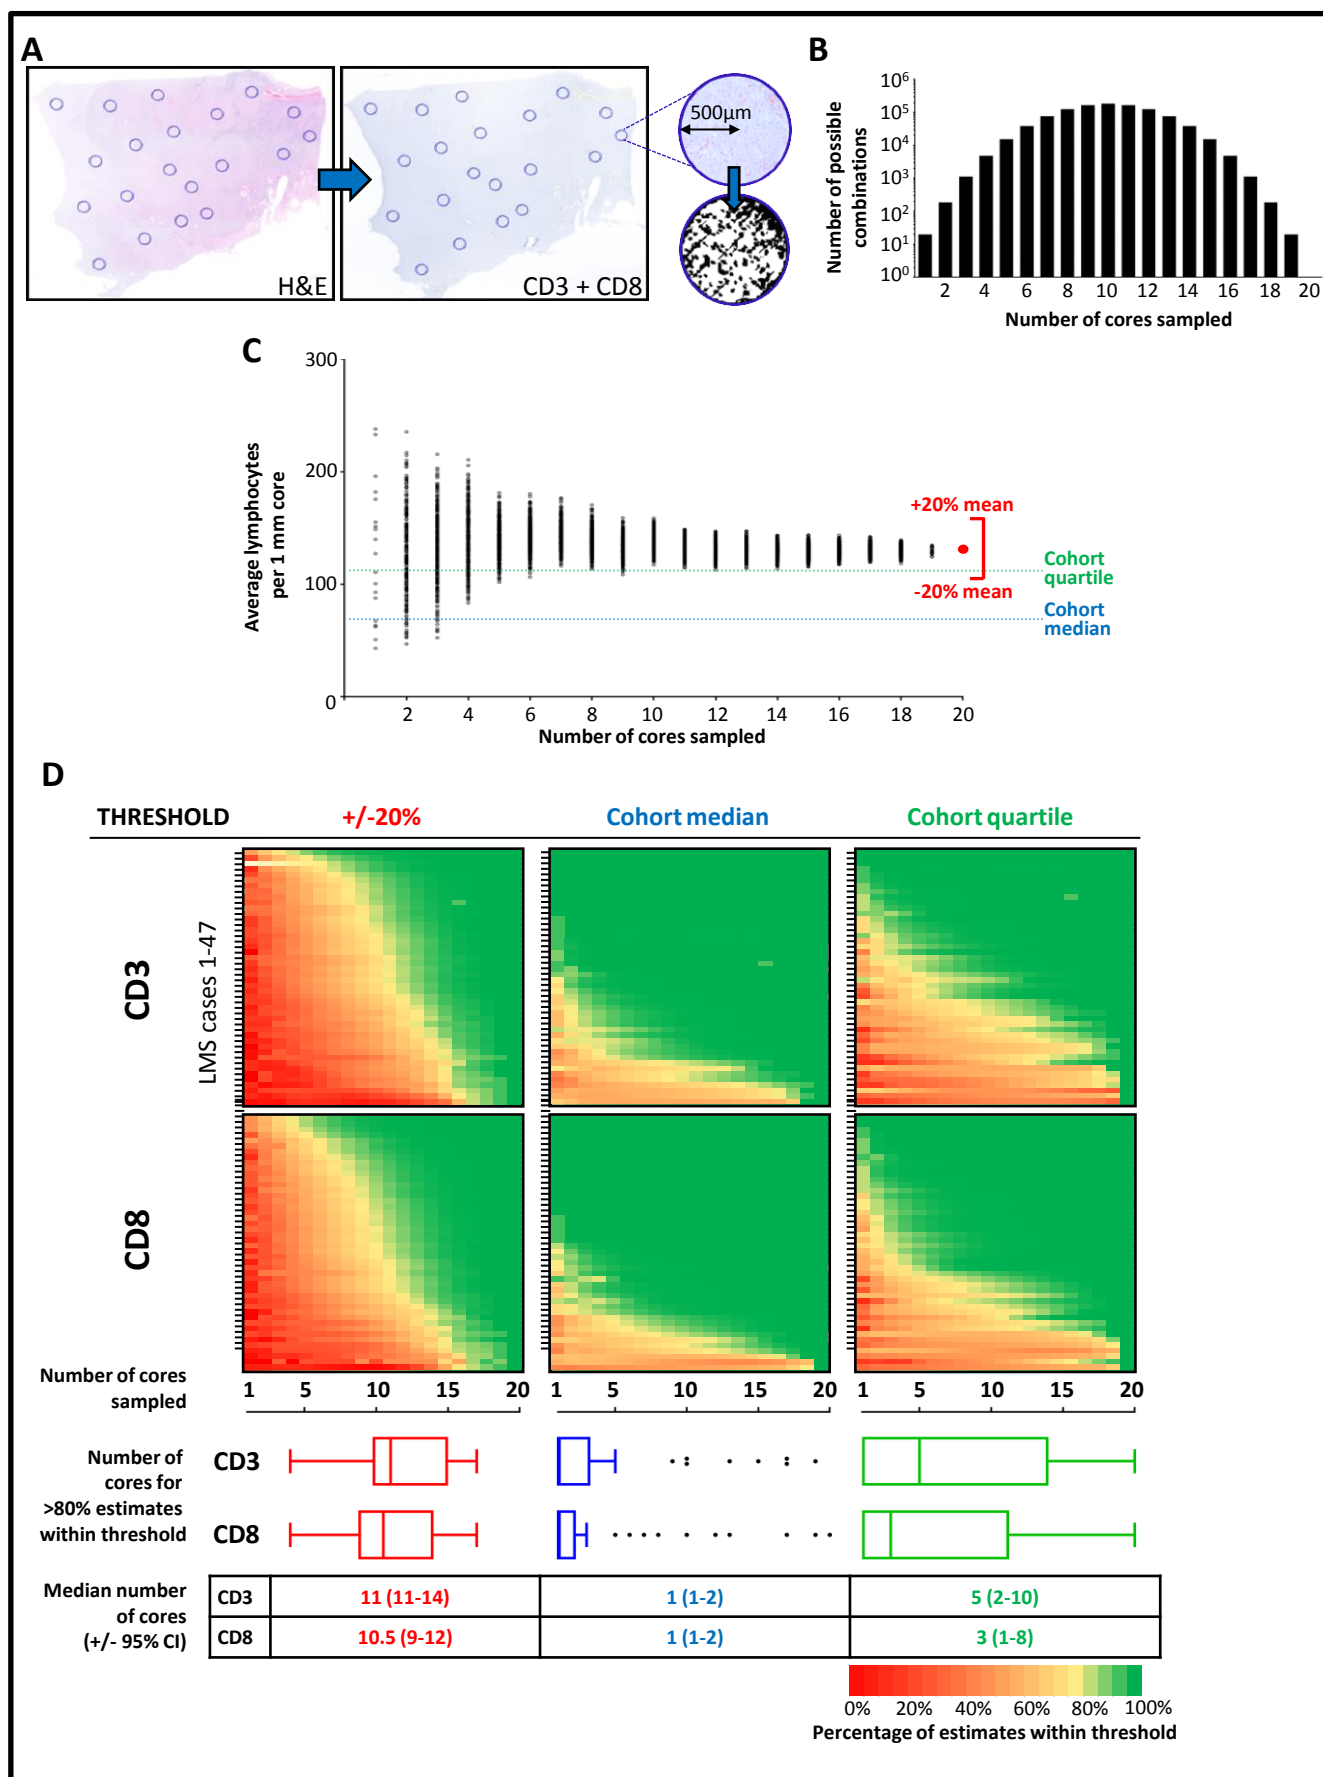 A
H&E
CD3 + CD8
500µm
B
Number of possible
combinations
10⁶
10⁵
10⁴
10³
10²
10¹
10⁰
2 4 6 8 10 12 14 16 18 20
Number of cores sampled
C
Average lymphocytes
per 1 mm core
300
200
100
0
+20% mean
-20% mean
Cohort
quartile
Cohort
median
2 4 6 8 10 12 14 16 18 20
Number of cores sampled
D
THRESHOLD +/-20% Cohort median Cohort quartile
CD3
LMS cases 1-47
CD8
Number of cores
sampled
1 5 10 15 20 1 5 10 15 20 1 5 10 15 20
Number of
cores for
>80% estimates
within threshold
CD3
CD8
Median number
of cores
(+/- 95% CI)
CD3 11 (11-14) 1 (1-2) 5 (2-10)
CD8 10.5 (9-12) 1 (1-2) 3 (1-8)
0% 20% 40% 60% 80% 100%
Percentage of estimates within threshold